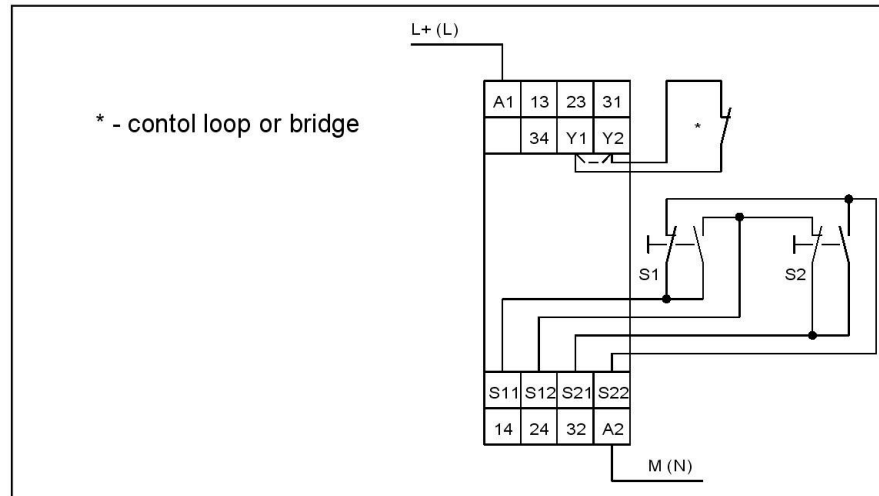 L+ (L)
* - contol loop or bridge
A1 13 23 31
34 Y1 Y2
*
S1 S2
S11 S12 S21 S22
14 24 32 A2
M (N)